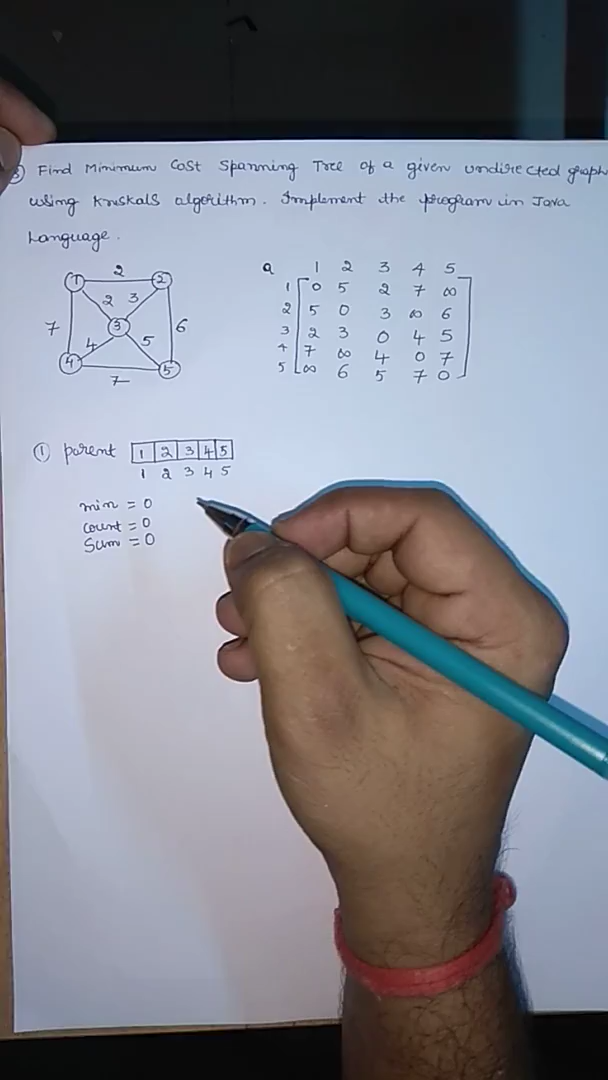 ③ Find Minimum Cost Spanning Tree of a given undirected graph
using Kruskals algorithm. Implement the program in Java
Language.
2
1 2
2 3
7 3 6
4 5
4 5
7
a 1 2 3 4 5
1 0 5 2 7 ∞
2 5 0 3 ∞ 6
3 2 3 0 4 5
4 7 ∞ 4 0 7
5 ∞ 6 5 7 0
① parent 1 2 3 4 5
1 2 3 4 5
min = 0
count = 0
Sum = 0